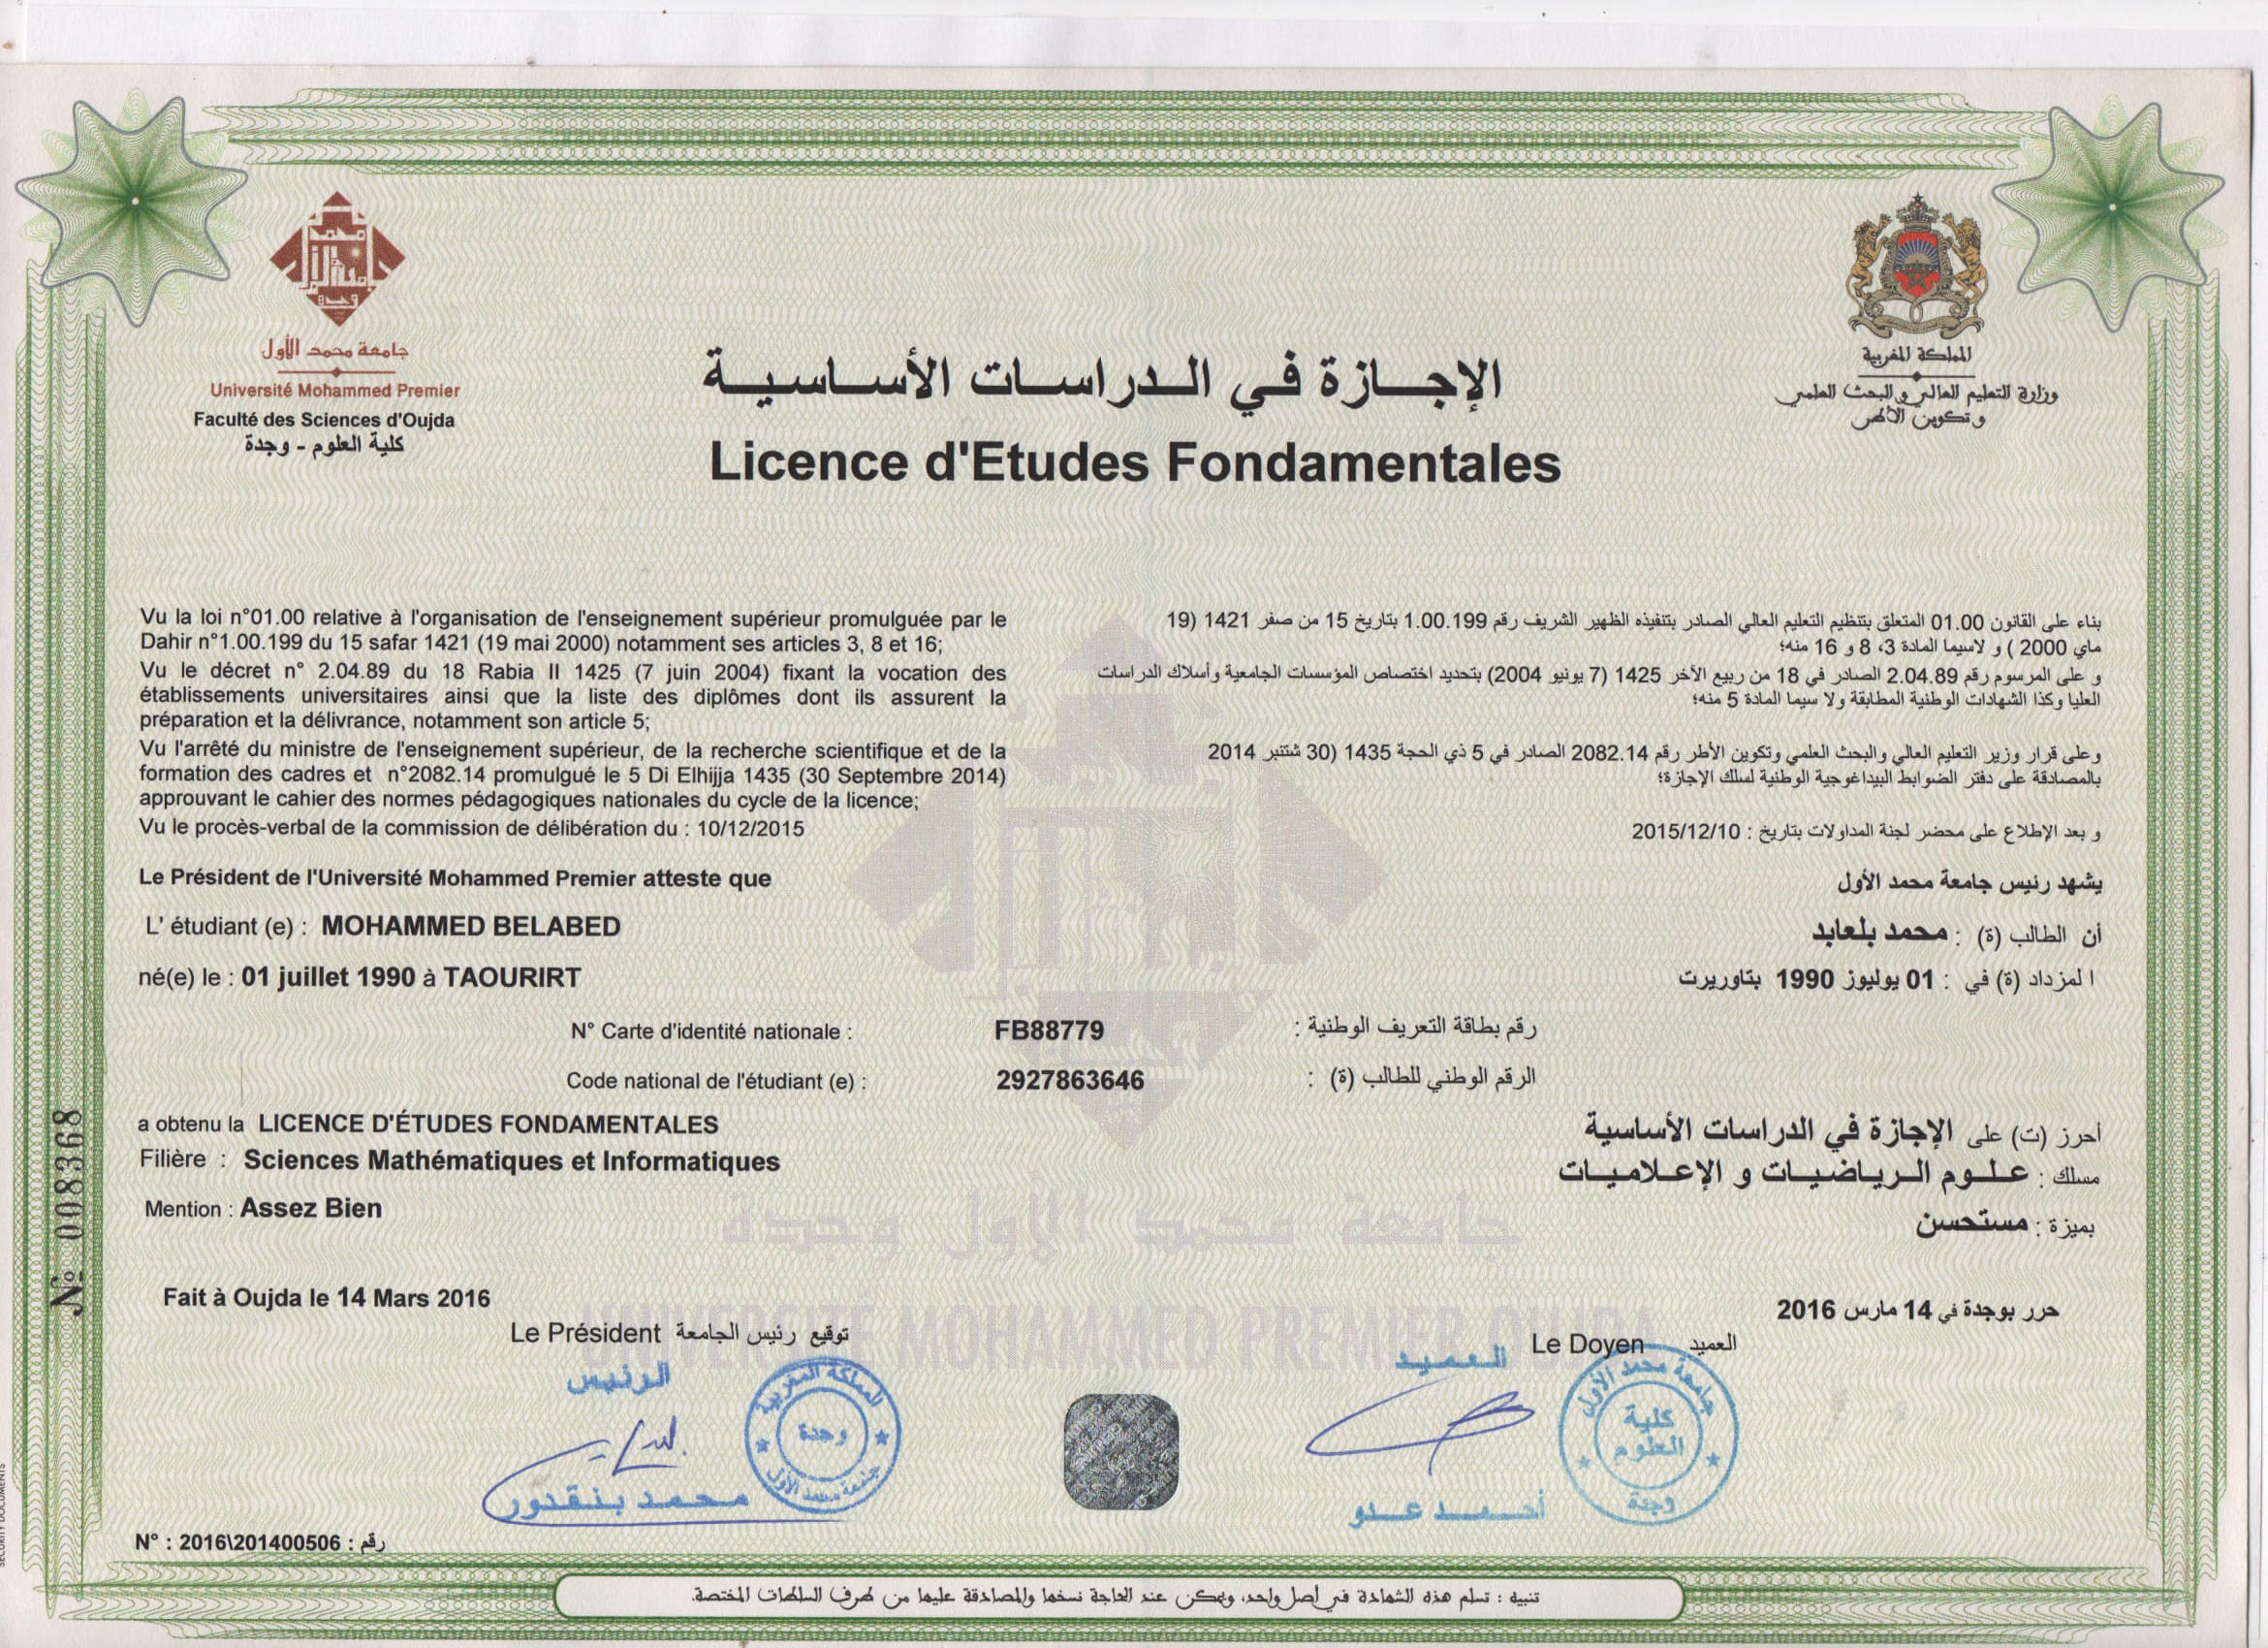 جامعة محمد الأول
Université Mohammed Premier
Faculté des Sciences d'Oujda
كلية العلوم - وجدة
المملكة المغربية
وزارة التعليم العالي و البحث العلمي
و تكوين الأطر
الإجازة في الدراسات الأساسية
Licence d'Etudes Fondamentales
Vu la loi n°01.00 relative à l'organisation de l'enseignement supérieur promulguée par le
Dahir n°1.00.199 du 15 safar 1421 (19 mai 2000) notamment ses articles 3, 8 et 16;
Vu le décret n° 2.04.89 du 18 Rabia II 1425 (7 juin 2004) fixant la vocation des
établissements universitaires ainsi que la liste des diplômes dont ils assurent la
préparation et la délivrance, notamment son article 5;
Vu l'arrêté du ministre de l'enseignement supérieur, de la recherche scientifique et de la
formation des cadres et n°2082.14 promulgué le 5 Di Elhijja 1435 (30 Septembre 2014)
approuvant le cahier des normes pédagogiques nationales du cycle de la licence;
Vu le procès-verbal de la commission de délibération du : 10/12/2015
بناء على القانون 01.00 المتعلق بتنظيم التعليم العالي الصادر بتنفيذه الظهير الشريف رقم 1.00.199 بتاريخ 15 من صفر 1421 (19
ماي 2000 ) و لاسيما المادة 3، 8 و 16 منه؛
و على المرسوم رقم 2.04.89 الصادر في 18 من ربيع الآخر 1425 (7 يونيو 2004) بتحديد اختصاص المؤسسات الجامعية وأسلاك الدراسات
العليا وكذا الشهادات الوطنية المطابقة ولا سيما المادة 5 منه؛
وعلى قرار وزير التعليم العالي والبحث العلمي وتكوين الأطر رقم 2082.14 الصادر في 5 ذي الحجة 1435 (30 شتنبر 2014
بالمصادقة على دفتر الضوابط البيداغوجية الوطنية لسلك الإجازة؛
و بعد الإطلاع على محضر لجنة المداولات بتاريخ : 2015/12/10
Le Président de l'Université Mohammed Premier atteste que
يشهد رئيس جامعة محمد الأول
L' étudiant (e) : MOHAMMED BELABED
أن الطالب (ة) : محمد بلعابد
né(e) le : 01 juillet 1990 à TAOURIRT
المزداد (ة) في : 01 يوليوز 1990 بتاوريرت
N° Carte d'identité nationale : FB88779 رقم بطاقة التعريف الوطنية :
Code national de l'étudiant (e) : 2927863646 الرقم الوطني للطالب (ة) :
a obtenu la LICENCE D'ÉTUDES FONDAMENTALES
أحرز (ت) على الإجازة في الدراسات الأساسية
Filière : Sciences Mathématiques et Informatiques
مسلك : علوم الرياضيات و الإعلاميات
Mention : Assez Bien
بميزة : مستحسن
جامعة محمد الأول وجدة
UNIVERSITE MOHAMMED PREMIER OUJDA
Fait à Oujda le 14 Mars 2016
حرر بوجدة في 14 مارس 2016
Le Président توقيع رئيس الجامعة
Le Doyen العميد
الرئيس
العميد
المملكة المغربية
وجدة
جامعة محمد الأول
جامعة محمد الأول
كلية
العلوم
وجدة
محمد بنقدور
أحمد عدو
N° : 2016\201400506 : رقم
№ 008368
SECURITY DOCUMENTS
تنبيه : تسلم هذه الشهادة في أصل واحد، ويمكن عند الحاجة نسخها والمصادقة عليها من طرف السلطات المختصة.